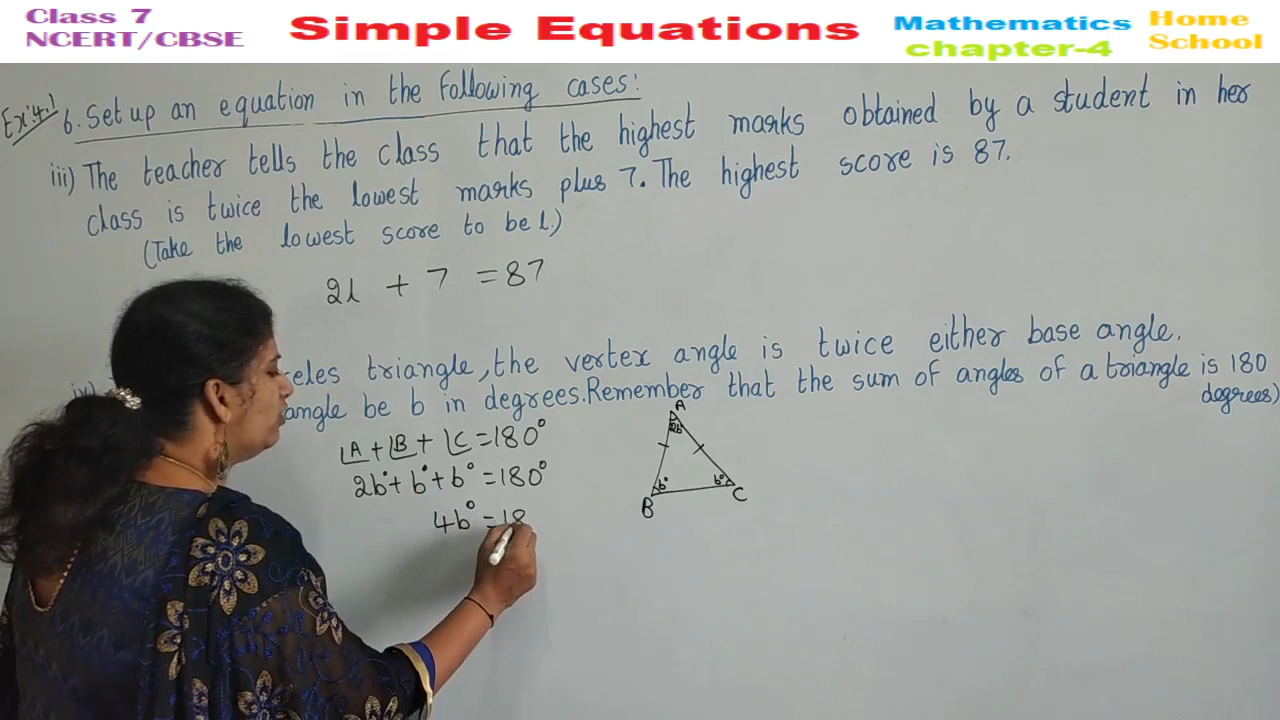 Class 7
NCERT/CBSE
Simple Equations
Mathematics
chapter-4
Home
School
Ex:4.1
6. Set up an equation in the following cases:
iii) The teacher tells the class that the highest marks obtained by a student in her
class is twice the lowest marks plus 7. The highest score is 87.
(Take the lowest score to be l.)
2l + 7 = 87
eles triangle, the vertex angle is twice either base angle.
angle be b in degrees. Remember that the sum of angles of a triangle is 180
degrees)
∠A + ∠B + ∠C = 180°
2b° + b° + b° = 180°
4b° = 18
A
2b
b°
b°
B
C